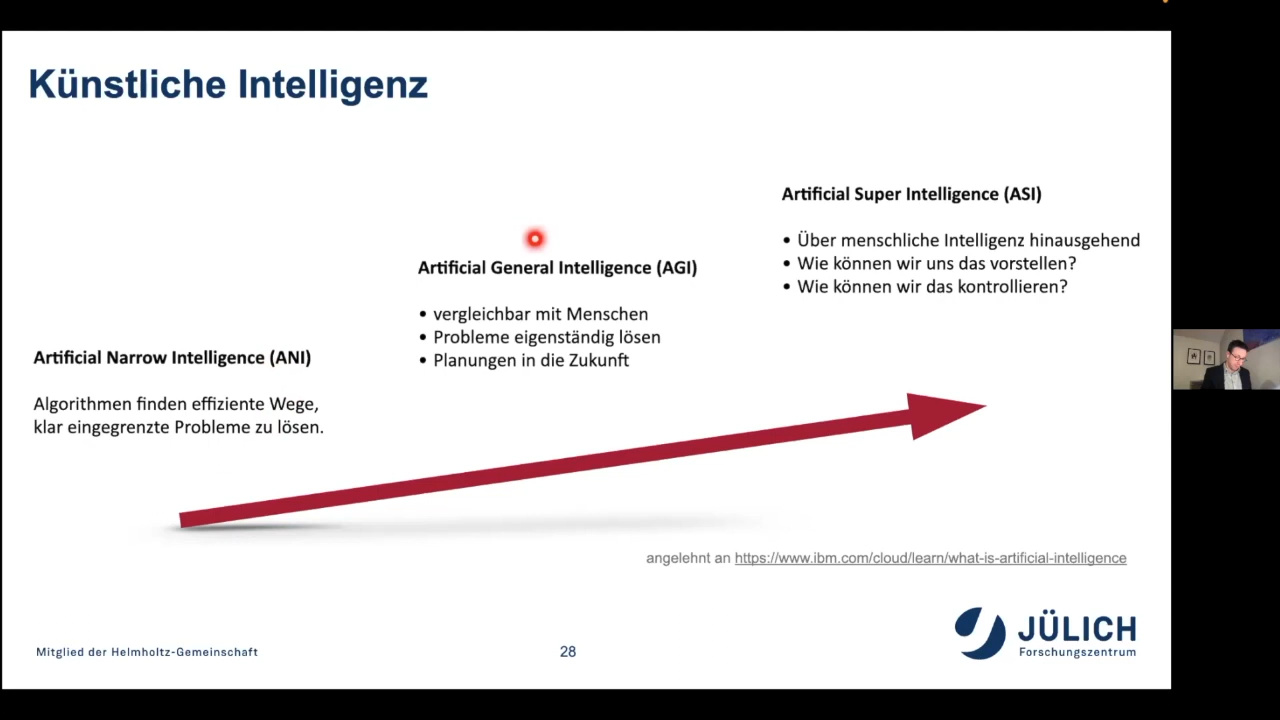 Künstliche Intelligenz
Artificial Narrow Intelligence (ANI)
Algorithmen finden effiziente Wege,
klar eingegrenzte Probleme zu lösen.
Artificial General Intelligence (AGI)
• vergleichbar mit Menschen
• Probleme eigenständig lösen
• Planungen in die Zukunft
Artificial Super Intelligence (ASI)
• Über menschliche Intelligenz hinausgehend
• Wie können wir uns das vorstellen?
• Wie können wir das kontrollieren?
angelehnt an https://www.ibm.com/cloud/learn/what-is-artificial-intelligence
Mitglied der Helmholtz-Gemeinschaft
28
JÜLICH
Forschungszentrum